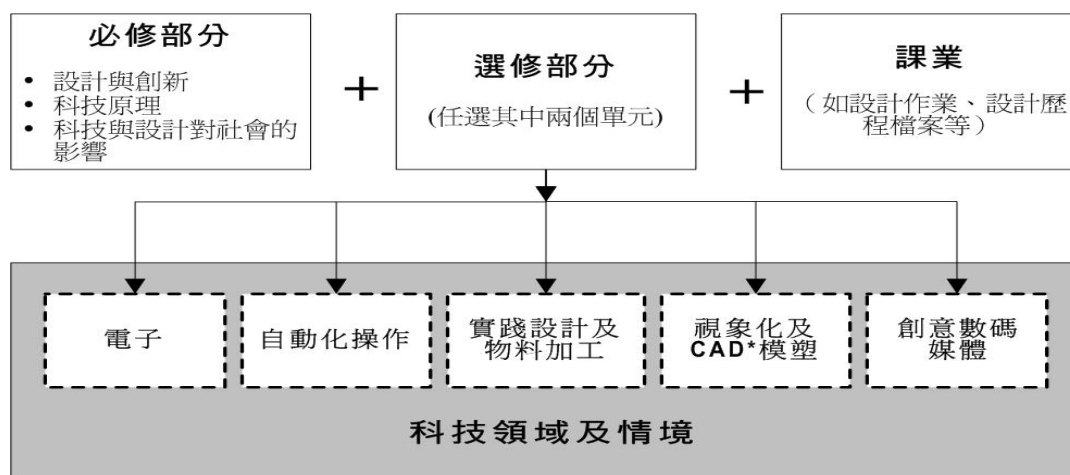 必修部分
• 設計與創新
• 科技原理
• 科技與設計對社會的
影響
+
選修部分
(任選其中兩個單元)
+
課業
（如設計作業、設計歷
程檔案等）
電子
自動化操作
實踐設計及
物料加工
視象化及
CAD*模塑
創意數碼
媒體
科技領域及情境